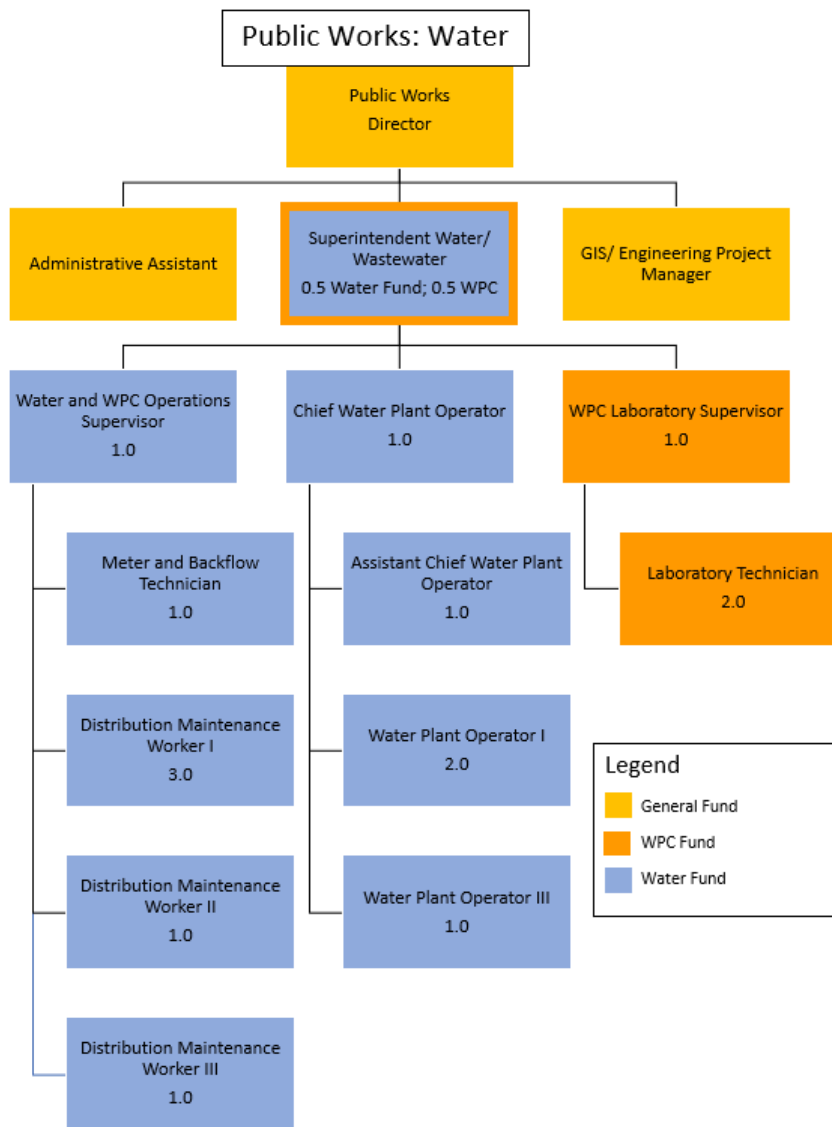 Public Works: Water
Public Works
Director
Administrative Assistant
Superintendent Water/
Wastewater
0.5 Water Fund; 0.5 WPC
GIS/ Engineering Project
Manager
Water and WPC Operations
Supervisor
1.0
Chief Water Plant Operator
1.0
WPC Laboratory Supervisor
1.0
Meter and Backflow
Technician
1.0
Assistant Chief Water Plant
Operator
1.0
Laboratory Technician
2.0
Distribution Maintenance
Worker I
3.0
Water Plant Operator I
2.0
Distribution Maintenance
Worker II
1.0
Water Plant Operator III
1.0
Distribution Maintenance
Worker III
1.0
Legend
General Fund
WPC Fund
Water Fund